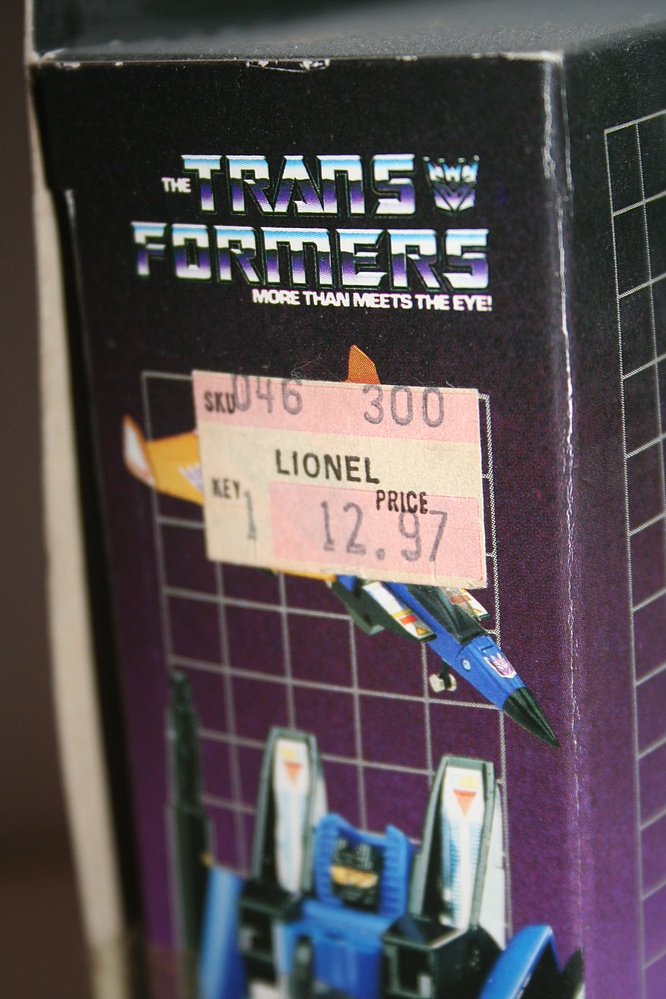 THE TRANS
FORMERS
MORE THAN MEETS THE EYE!
SKU 046 300
LIONEL
KEY PRICE
1 12.97